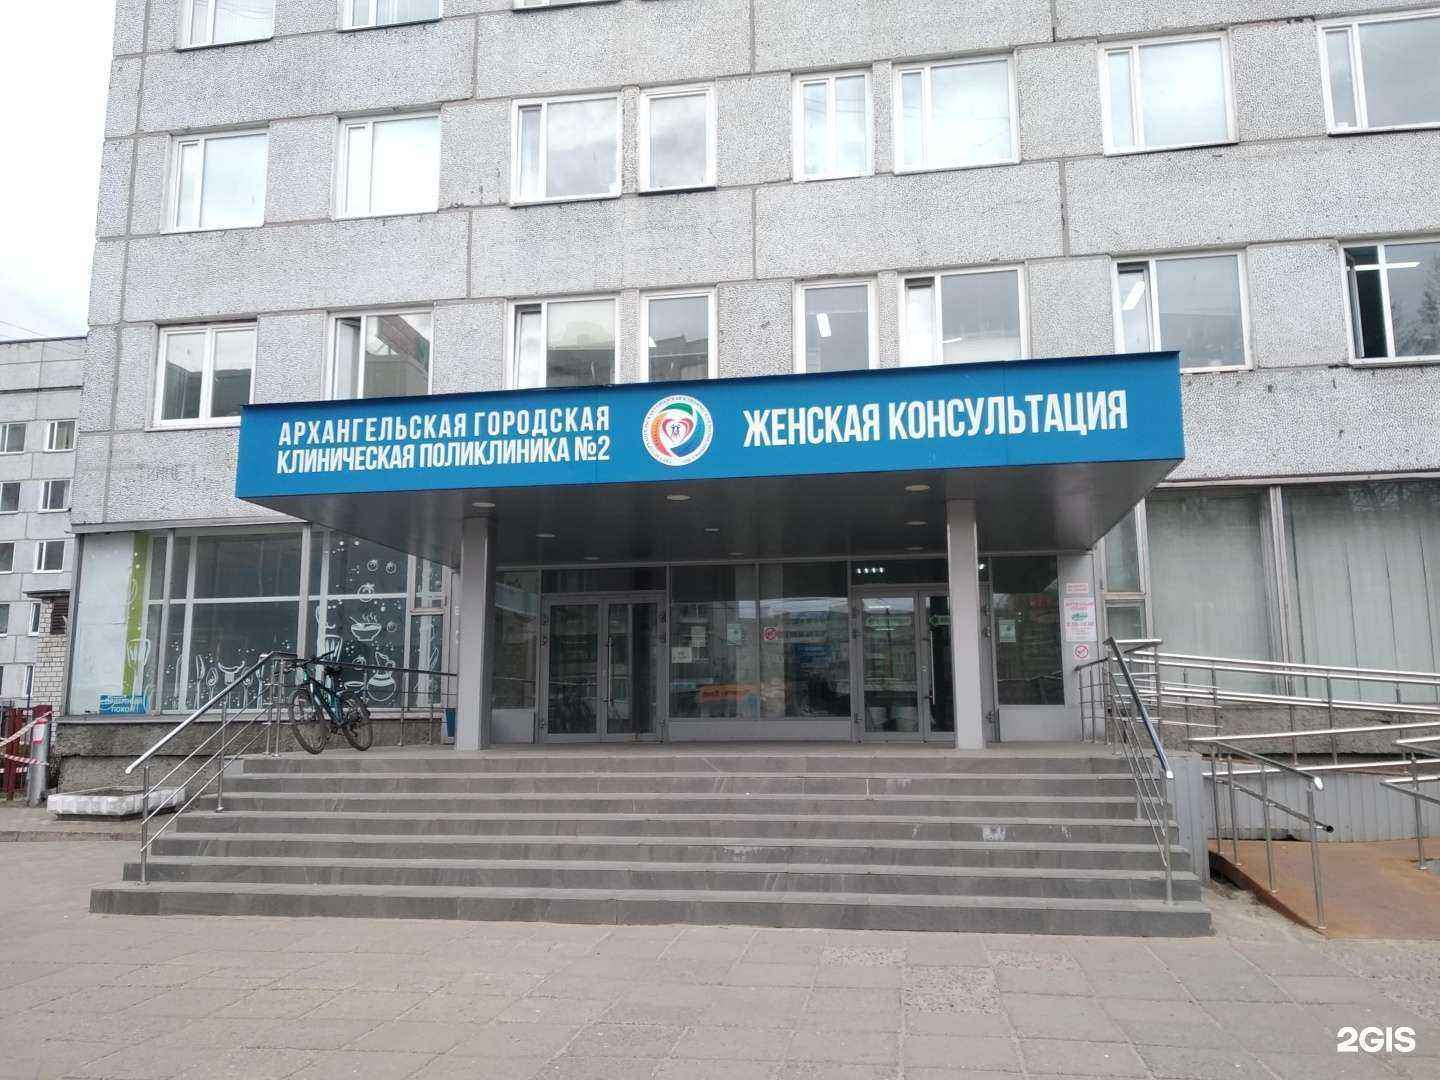 АРХАНГЕЛЬСКАЯ ГОРОДСКАЯ
КЛИНИЧЕСКАЯ ПОЛИКЛИНИКА №2
ЖЕНСКАЯ КОНСУЛЬТАЦИЯ
2GIS